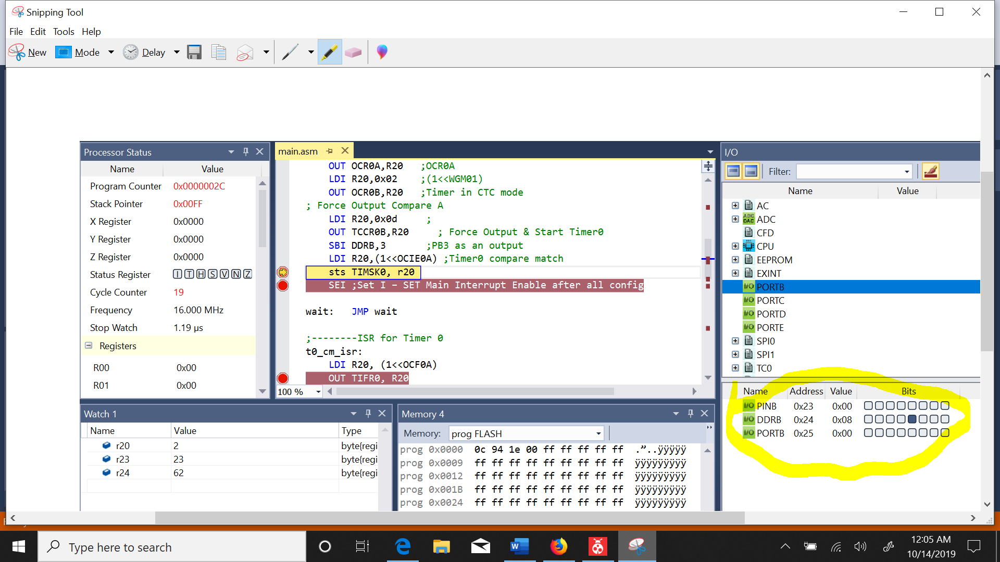 Snipping Tool
File Edit Tools Help
New Mode Delay
Processor Status
Name Value
Program Counter 0x0000002C
Stack Pointer 0x00FF
X Register 0x0000
Y Register 0x0000
Z Register 0x0000
Status Register I T H S V N Z
Cycle Counter 19
Frequency 16.000 MHz
Stop Watch 1.19 µs
Registers
R00 0x00
R01 0x00
main.asm
OUT OCR0A,R20 ;OCR0A
LDI R20,0x02 ;(1<<WGM01)
OUT OCR0B,R20 ;Timer in CTC mode
; Force Output Compare A
LDI R20,0x0d ;
OUT TCCR0B,R20 ; Force Output & Start Timer0
SBI DDRB,3 ;PB3 as an output
LDI R20,(1<<OCIE0A) ;Timer0 compare match
sts TIMSK0, r20
SEI ;Set I – SET Main Interrupt Enable after all config
wait: JMP wait
;--------ISR for Timer 0
t0_cm_isr:
LDI R20, (1<<OCF0A)
OUT TIFR0, R20
100 %
I/O
Filter:
Name Value
AC
ADC DAC ADC
CFD
CPU
EEPROM
EXINT
I/O PORTB
I/O PORTC
I/O PORTD
I/O PORTE
SPI0
SPI1
TC0
Name Address Value Bits
I/O PINB 0x23 0x00
I/O DDRB 0x24 0x08
I/O PORTB 0x25 0x00
Watch 1
Name Value Type
r20 2 byte{regi
r23 23 byte{regi
r24 62 byte{regi
Memory 4
Memory: prog FLASH
prog 0x0000 0c 94 1e 00 ff ff ff ff ff .”..ÿÿÿÿÿ
prog 0x0009 ff ff ff ff ff ff ff ff ff ÿÿÿÿÿÿÿÿÿ
prog 0x0012 ff ff ff ff ff ff ff ff ff ÿÿÿÿÿÿÿÿÿ
prog 0x001B ff ff ff ff ff ff ff ff ff ÿÿÿÿÿÿÿÿÿ
prog 0x0024 ff ff ff ff ff ff ff ff ff ÿÿÿÿÿÿÿÿÿ
Type here to search
W
12:05 AM
10/14/2019